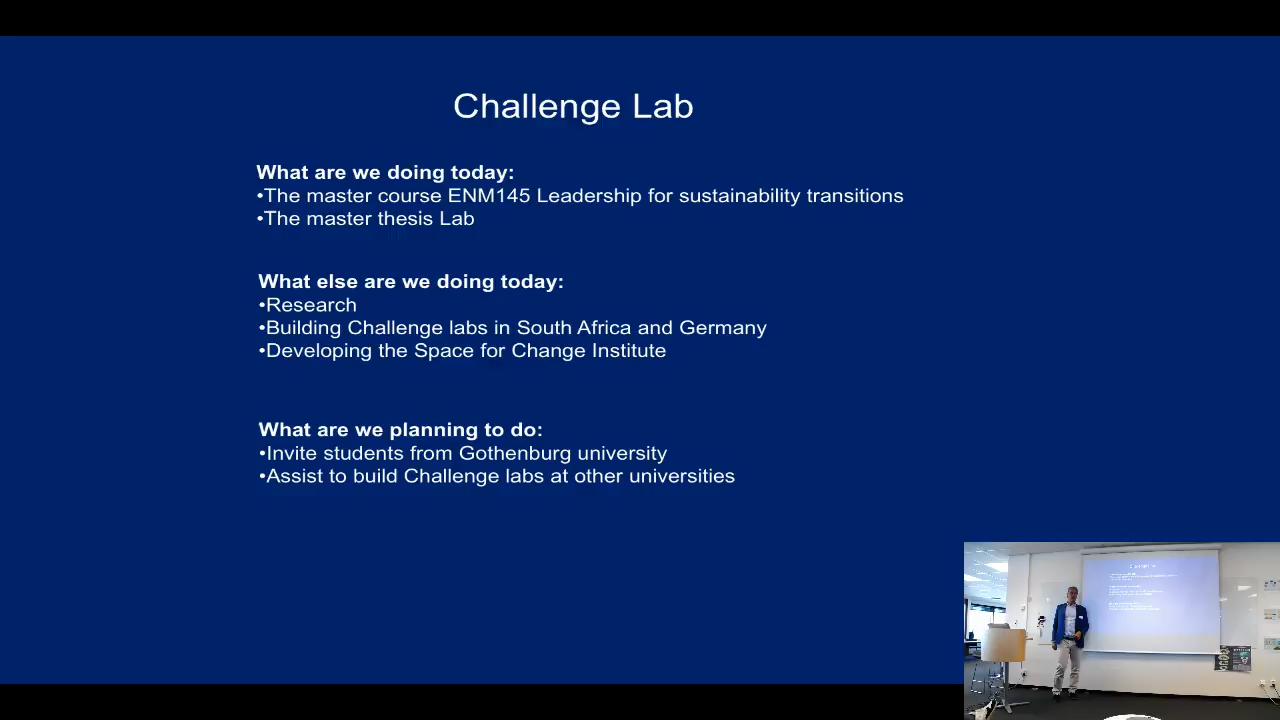 Challenge Lab
What are we doing today:
•The master course ENM145 Leadership for sustainability transitions
•The master thesis Lab
What else are we doing today:
•Research
•Building Challenge labs in South Africa and Germany
•Developing the Space for Change Institute
What are we planning to do:
•Invite students from Gothenburg university
•Assist to build Challenge labs at other universities